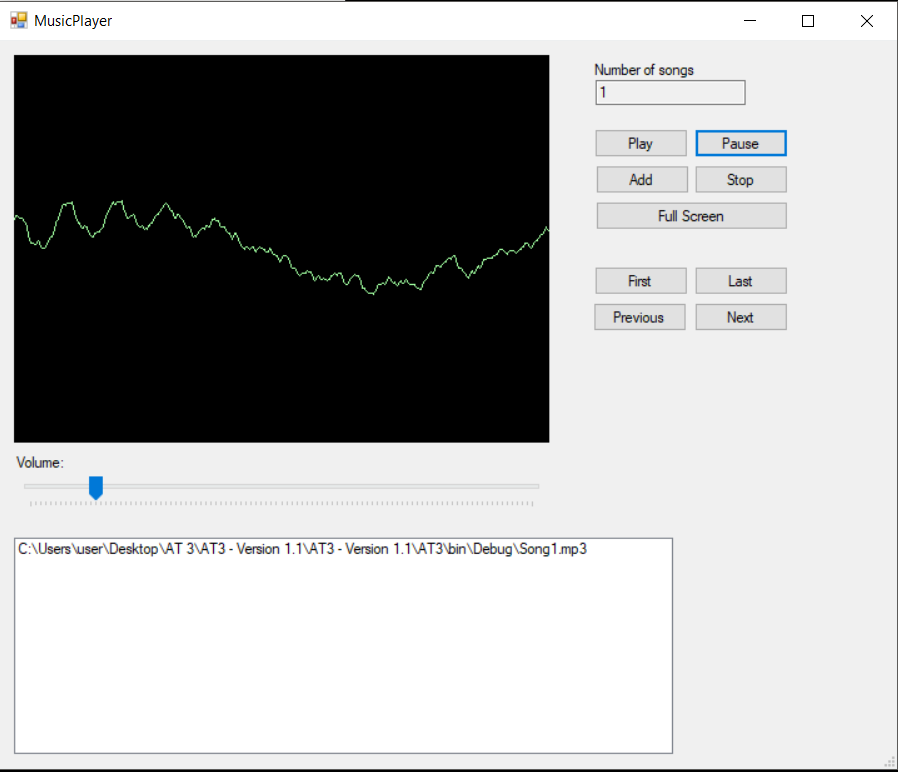 MusicPlayer
Number of songs
1
Play Pause
Add Stop
Full Screen
First Last
Previous Next
Volume:
C:\Users\user\Desktop\AT 3\AT3 - Version 1.1\AT3 - Version 1.1\AT3\bin\Debug\Song1.mp3